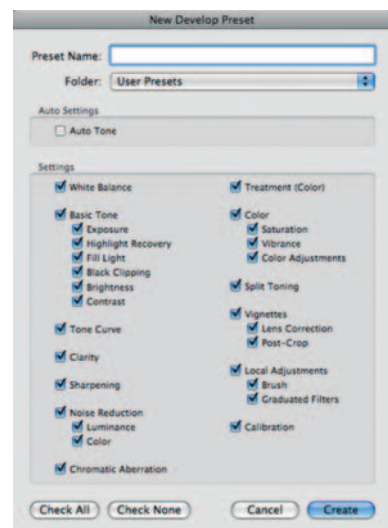 New Develop Preset
Preset Name:
Folder: User Presets
Auto Settings
Auto Tone
Settings
White Balance
Basic Tone
Exposure
Highlight Recovery
Fill Light
Black Clipping
Brightness
Contrast
Tone Curve
Clarity
Sharpening
Noise Reduction
Luminance
Color
Chromatic Aberration
Treatment (Color)
Color
Saturation
Vibrance
Color Adjustments
Split Toning
Vignettes
Lens Correction
Post-Crop
Local Adjustments
Brush
Graduated Filters
Calibration
Check All
Check None
Cancel
Create